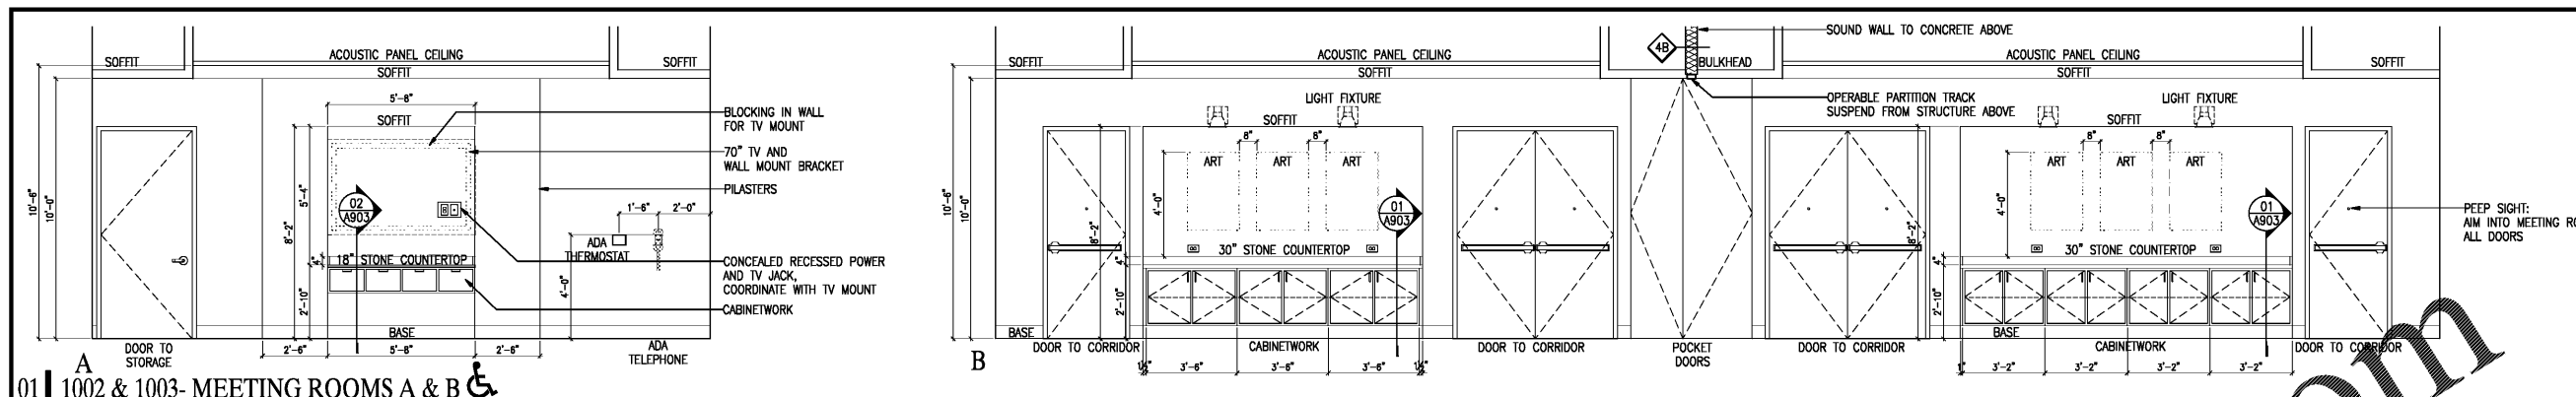 SOFFIT
ACOUSTIC PANEL CEILING
SOFFIT
SOFFIT
10'-6"
10'-0"
5'-8"
SOFFIT
BLOCKING IN WALL
FOR TV MOUNT
70" TV AND
WALL MOUNT BRACKET
PILASTERS
5'-4"
8'-2"
02
A903
1'-6"
2'-0"
ADA
THERMOSTAT
4"
18" STONE COUNTERTOP
CONCEALED RECESSED POWER
AND TV JACK,
COORDINATE WITH TV MOUNT
CABINETWORK
2'-10"
4'-0"
BASE
A
DOOR TO
STORAGE
2'-6"
5'-8"
2'-6"
ADA
TELEPHONE
01 1002 & 1003- MEETING ROOMS A & B
SOFFIT
ACOUSTIC PANEL CEILING
SOFFIT
4B
BULKHEAD
SOUND WALL TO CONCRETE ABOVE
ACOUSTIC PANEL CEILING
SOFFIT
SOFFIT
10'-6"
10'-0"
LIGHT FIXTURE
SOFFIT
OPERABLE PARTITION TRACK
SUSPEND FROM STRUCTURE ABOVE
LIGHT FIXTURE
SOFFIT
8"
8"
8"
8"
ART
ART
ART
ART
ART
ART
4'-0"
4'-0"
8'-2"
8'-2"
01
A903
01
A903
PEEP SIGHT:
AIM INTO MEETING RO
ALL DOORS
30" STONE COUNTERTOP
30" STONE COUNTERTOP
4"
4"
2'-10"
2'-10"
BASE
BASE
B
DOOR TO CORRIDOR
CABINETWORK
DOOR TO CORRIDOR
POCKET
DOORS
DOOR TO CORRIDOR
CABINETWORK
DOOR TO CORRIDOR
3'-6"
3'-6"
3'-6"
1"
3'-2"
3'-2"
3'-2"
3'-2"
om